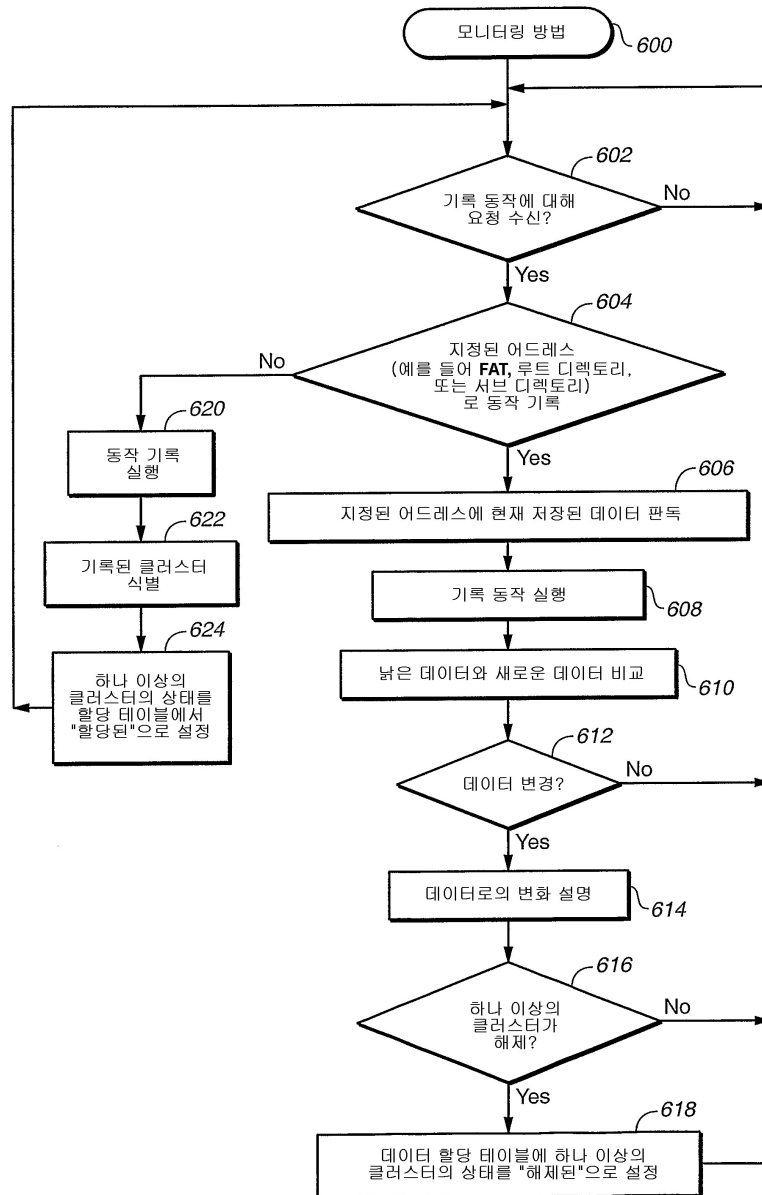 모니터링 방법
600
602
기록 동작에 대해
요청 수신?
No
Yes
604
지정된 어드레스
(예를 들어 FAT, 루트 디렉토리,
또는 서브 디렉토리)
로 동작 기록
No
Yes
620
동작 기록
실행
622
기록된 클러스터
식별
624
하나 이상의
클러스터의 상태를
할당 테이블에서
"할당된"으로 설정
606
지정된 어드레스에 현재 저장된 데이터 판독
기록 동작 실행
608
낡은 데이터와 새로운 데이터 비교
610
612
데이터 변경?
No
Yes
데이터로의 변화 설명
614
616
하나 이상의
클러스터가
해제?
No
Yes
618
데이터 할당 테이블에 하나 이상의
클러스터의 상태를 "해제된"으로 설정